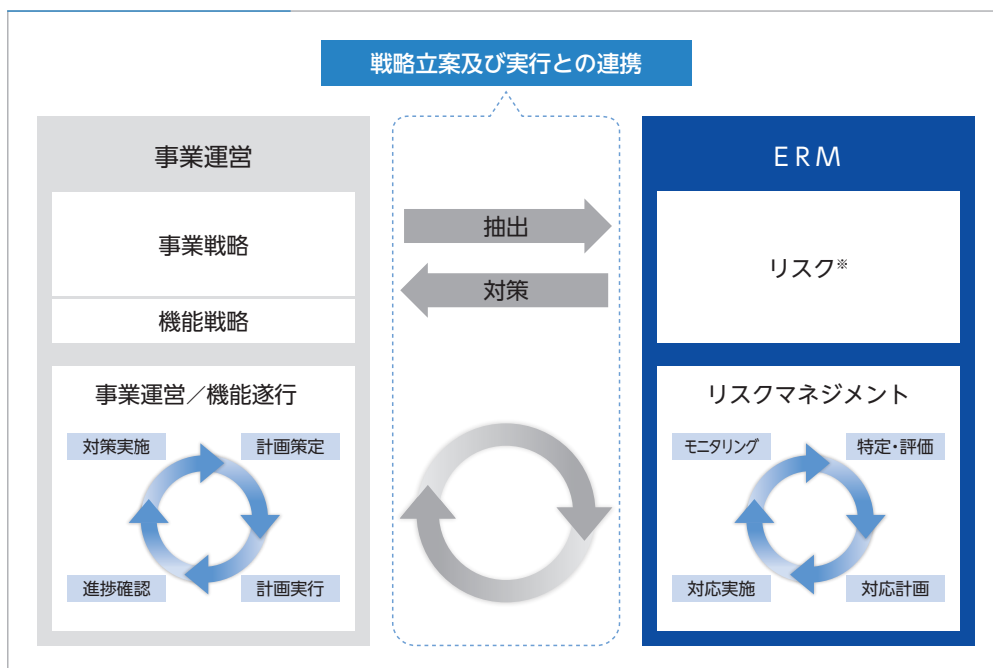 戦略立案及び実行との連携
事業運営
事業戦略
機能戦略
事業運営／機能遂行
対策実施
計画策定
進捗確認
計画実行
抽出
対策
ERM
リスク※
リスクマネジメント
モニタリング
特定・評価
対応実施
対応計画